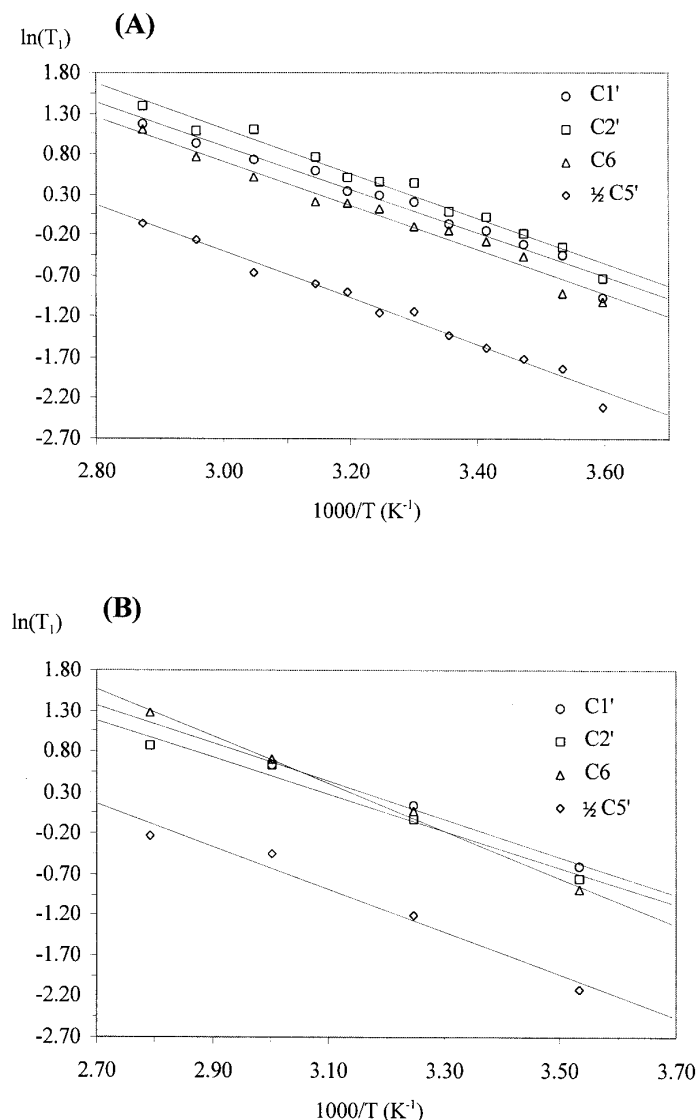 (A)
ln(T₁)
1.80
1.30
0.80
0.30
-0.20
-0.70
-1.20
-1.70
-2.20
-2.70
C1'
C2'
C6
½ C5'
2.80 3.00 3.20 3.40 3.60
1000/T (K⁻¹)
(B)
ln(T₁)
1.80
1.30
0.80
0.30
-0.20
-0.70
-1.20
-1.70
-2.20
-2.70
C1'
C2'
C6
½ C5'
2.70 2.90 3.10 3.30 3.50 3.70
1000/T (K⁻¹)